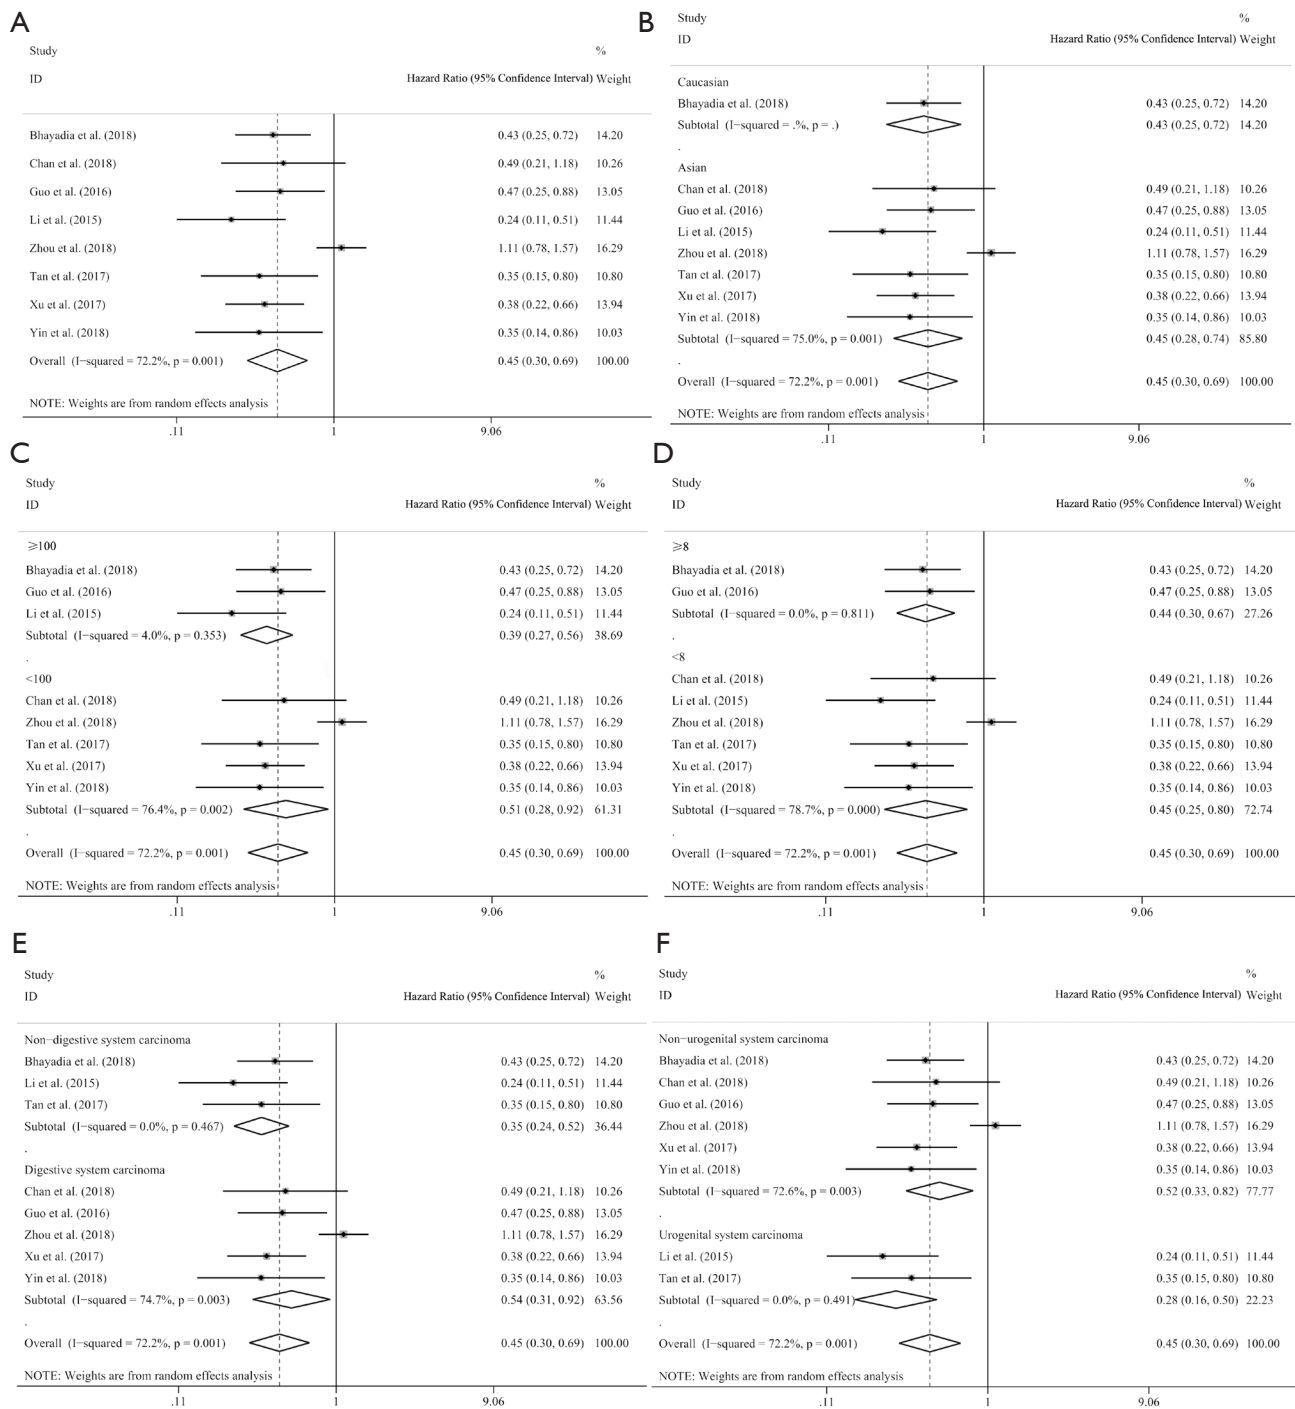 A
Study %
ID Hazard Ratio (95% Confidence Interval) Weight
Bhayadia et al. (2018) 0.43 (0.25, 0.72) 14.20
Chan et al. (2018) 0.49 (0.21, 1.18) 10.26
Guo et al. (2016) 0.47 (0.25, 0.88) 13.05
Li et al. (2015) 0.24 (0.11, 0.51) 11.44
Zhou et al. (2018) 1.11 (0.78, 1.57) 16.29
Tan et al. (2017) 0.35 (0.15, 0.80) 10.80
Xu et al. (2017) 0.38 (0.22, 0.66) 13.94
Yin et al. (2018) 0.35 (0.14, 0.86) 10.03
Overall (I−squared = 72.2%, p = 0.001) 0.45 (0.30, 0.69) 100.00
NOTE: Weights are from random effects analysis
.11 1 9.06
B
Study %
ID Hazard Ratio (95% Confidence Interval) Weight
Caucasian
Bhayadia et al. (2018) 0.43 (0.25, 0.72) 14.20
Subtotal (I−squared = .%, p = .) 0.43 (0.25, 0.72) 14.20
.
Asian
Chan et al. (2018) 0.49 (0.21, 1.18) 10.26
Guo et al. (2016) 0.47 (0.25, 0.88) 13.05
Li et al. (2015) 0.24 (0.11, 0.51) 11.44
Zhou et al. (2018) 1.11 (0.78, 1.57) 16.29
Tan et al. (2017) 0.35 (0.15, 0.80) 10.80
Xu et al. (2017) 0.38 (0.22, 0.66) 13.94
Yin et al. (2018) 0.35 (0.14, 0.86) 10.03
Subtotal (I−squared = 75.0%, p = 0.001) 0.45 (0.28, 0.74) 85.80
.
Overall (I−squared = 72.2%, p = 0.001) 0.45 (0.30, 0.69) 100.00
NOTE: Weights are from random effects analysis
.11 1 9.06
C
Study %
ID Hazard Ratio (95% Confidence Interval) Weight
≥100
Bhayadia et al. (2018) 0.43 (0.25, 0.72) 14.20
Guo et al. (2016) 0.47 (0.25, 0.88) 13.05
Li et al. (2015) 0.24 (0.11, 0.51) 11.44
Subtotal (I−squared = 4.0%, p = 0.353) 0.39 (0.27, 0.56) 38.69
.
<100
Chan et al. (2018) 0.49 (0.21, 1.18) 10.26
Zhou et al. (2018) 1.11 (0.78, 1.57) 16.29
Tan et al. (2017) 0.35 (0.15, 0.80) 10.80
Xu et al. (2017) 0.38 (0.22, 0.66) 13.94
Yin et al. (2018) 0.35 (0.14, 0.86) 10.03
Subtotal (I−squared = 76.4%, p = 0.002) 0.51 (0.28, 0.92) 61.31
.
Overall (I−squared = 72.2%, p = 0.001) 0.45 (0.30, 0.69) 100.00
NOTE: Weights are from random effects analysis
.11 1 9.06
D
Study %
ID Hazard Ratio (95% Confidence Interval) Weight
≥8
Bhayadia et al. (2018) 0.43 (0.25, 0.72) 14.20
Guo et al. (2016) 0.47 (0.25, 0.88) 13.05
Subtotal (I−squared = 0.0%, p = 0.811) 0.44 (0.30, 0.67) 27.26
.
<8
Chan et al. (2018) 0.49 (0.21, 1.18) 10.26
Li et al. (2015) 0.24 (0.11, 0.51) 11.44
Zhou et al. (2018) 1.11 (0.78, 1.57) 16.29
Tan et al. (2017) 0.35 (0.15, 0.80) 10.80
Xu et al. (2017) 0.38 (0.22, 0.66) 13.94
Yin et al. (2018) 0.35 (0.14, 0.86) 10.03
Subtotal (I−squared = 78.7%, p = 0.000) 0.45 (0.25, 0.80) 72.74
.
Overall (I−squared = 72.2%, p = 0.001) 0.45 (0.30, 0.69) 100.00
NOTE: Weights are from random effects analysis
.11 1 9.06
E
Study %
ID Hazard Ratio (95% Confidence Interval) Weight
Non−digestive system carcinoma
Bhayadia et al. (2018) 0.43 (0.25, 0.72) 14.20
Li et al. (2015) 0.24 (0.11, 0.51) 11.44
Tan et al. (2017) 0.35 (0.15, 0.80) 10.80
Subtotal (I−squared = 0.0%, p = 0.467) 0.35 (0.24, 0.52) 36.44
.
Digestive system carcinoma
Chan et al. (2018) 0.49 (0.21, 1.18) 10.26
Guo et al. (2016) 0.47 (0.25, 0.88) 13.05
Zhou et al. (2018) 1.11 (0.78, 1.57) 16.29
Xu et al. (2017) 0.38 (0.22, 0.66) 13.94
Yin et al. (2018) 0.35 (0.14, 0.86) 10.03
Subtotal (I−squared = 74.7%, p = 0.003) 0.54 (0.31, 0.92) 63.56
.
Overall (I−squared = 72.2%, p = 0.001) 0.45 (0.30, 0.69) 100.00
NOTE: Weights are from random effects analysis
.11 1 9.06
F
Study %
ID Hazard Ratio (95% Confidence Interval) Weight
Non−urogenital system carcinoma
Bhayadia et al. (2018) 0.43 (0.25, 0.72) 14.20
Chan et al. (2018) 0.49 (0.21, 1.18) 10.26
Guo et al. (2016) 0.47 (0.25, 0.88) 13.05
Zhou et al. (2018) 1.11 (0.78, 1.57) 16.29
Xu et al. (2017) 0.38 (0.22, 0.66) 13.94
Yin et al. (2018) 0.35 (0.14, 0.86) 10.03
Subtotal (I−squared = 72.6%, p = 0.003) 0.52 (0.33, 0.82) 77.77
.
Urogenital system carcinoma
Li et al. (2015) 0.24 (0.11, 0.51) 11.44
Tan et al. (2017) 0.35 (0.15, 0.80) 10.80
Subtotal (I−squared = 0.0%, p = 0.491) 0.28 (0.16, 0.50) 22.23
.
Overall (I−squared = 72.2%, p = 0.001) 0.45 (0.30, 0.69) 100.00
NOTE: Weights are from random effects analysis
.11 1 9.06